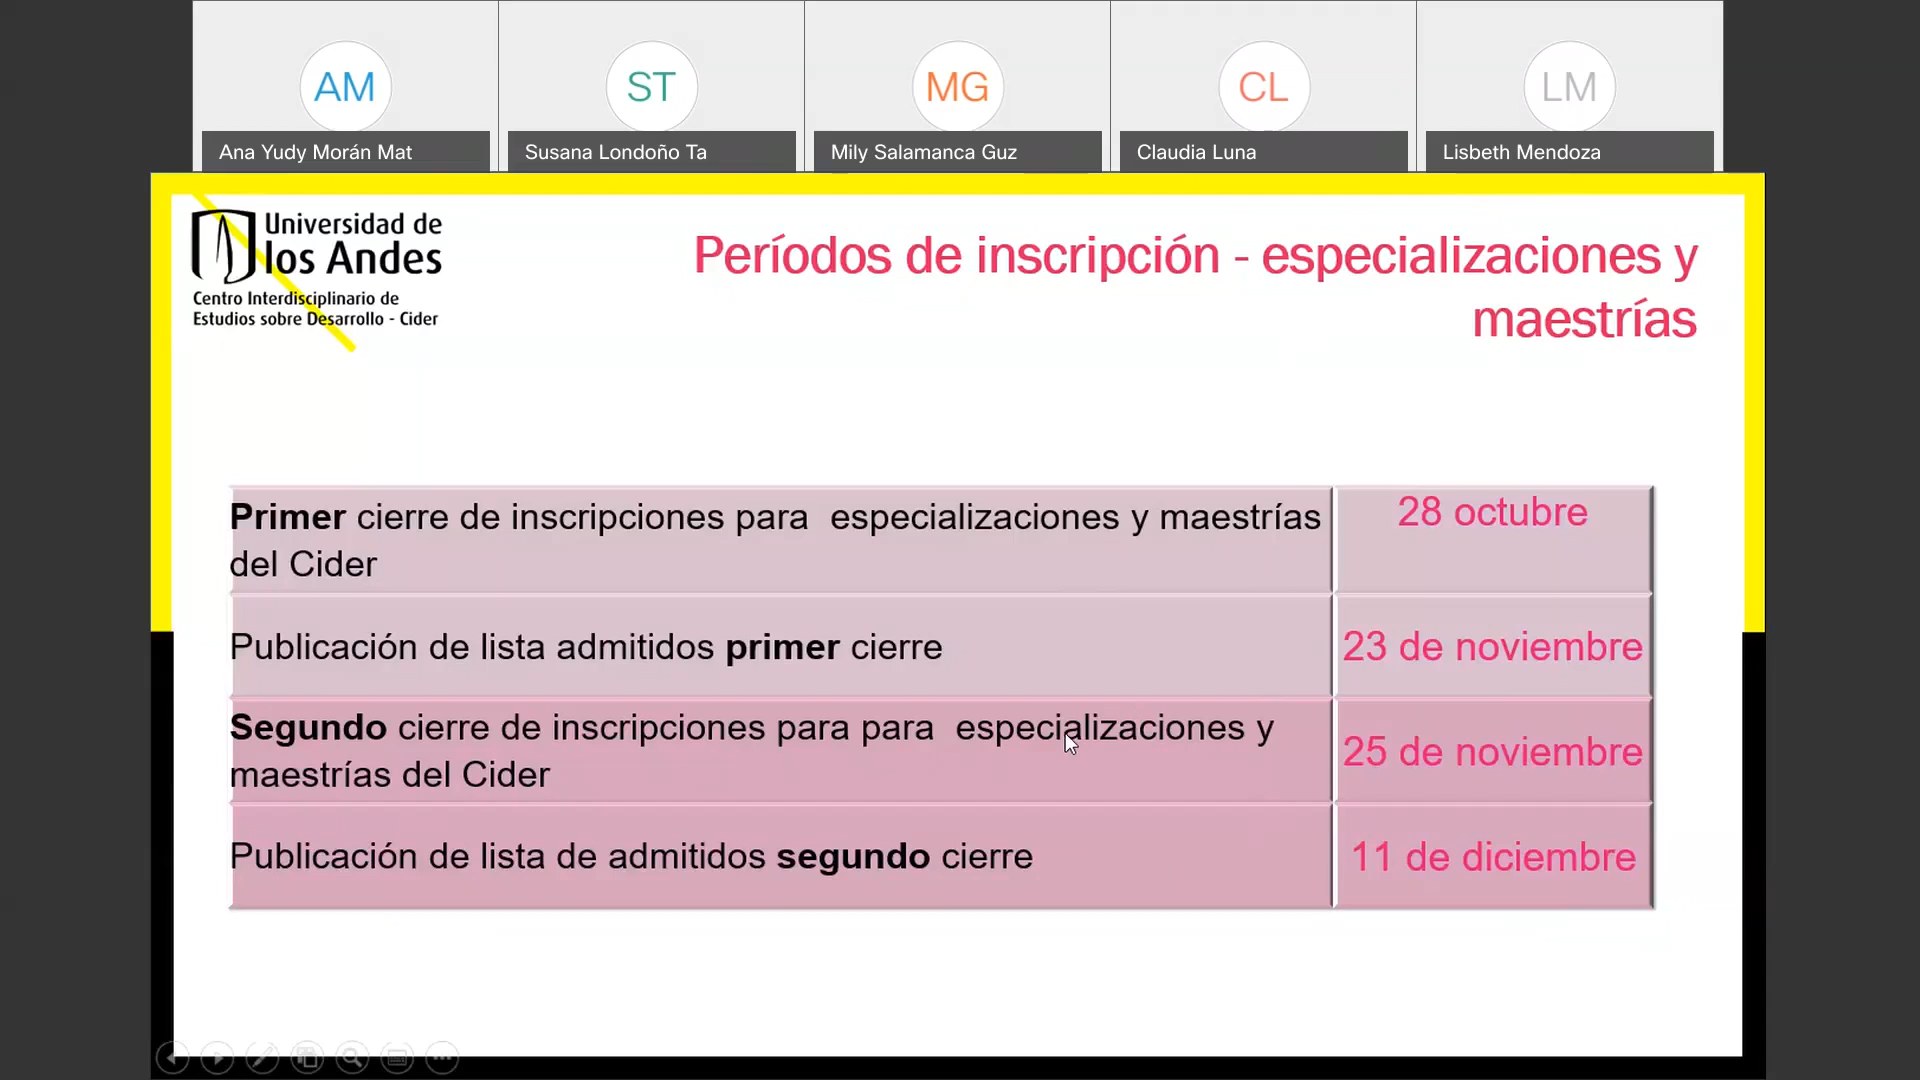 AM
ST
MG
CL
LM
Ana Yudy Morán Mat
Susana Londoño Ta
Mily Salamanca Guz
Claudia Luna
Lisbeth Mendoza
Universidad de
los Andes
Centro Interdisciplinario de
Estudios sobre Desarrollo - Cider
Períodos de inscripción - especializaciones y
maestrías
Primer cierre de inscripciones para especializaciones y maestrías
del Cider
28 octubre
Publicación de lista admitidos primer cierre
23 de noviembre
Segundo cierre de inscripciones para para especializaciones y
maestrías del Cider
25 de noviembre
Publicación de lista de admitidos segundo cierre
11 de diciembre